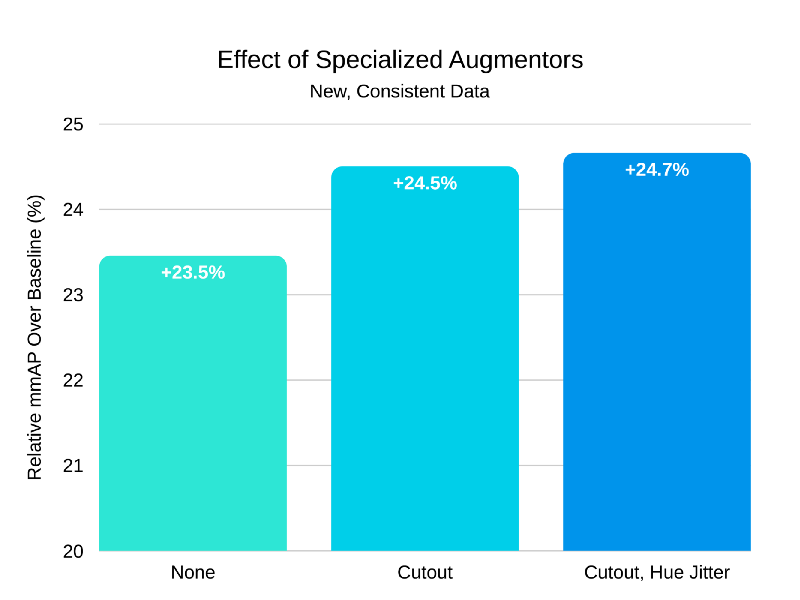 Effect of Specialized Augmentors
New, Consistent Data
Relative mmAP Over Baseline (%)
25
24
23
22
21
20
+23.5%
+24.5%
+24.7%
None
Cutout
Cutout, Hue Jitter